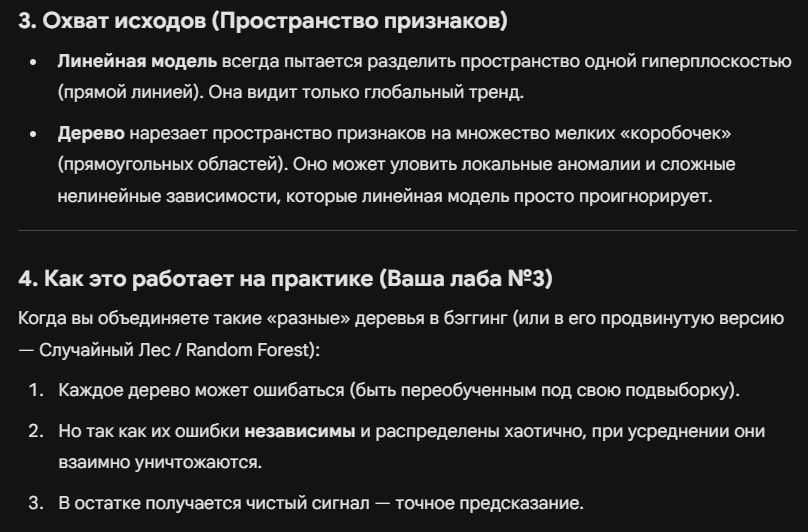 3. Охват исходов (Пространство признаков)
• Линейная модель всегда пытается разделить пространство одной гиперплоскостью
(прямой линией). Она видит только глобальный тренд.
• Дерево нарезает пространство признаков на множество мелких «коробочек»
(прямоугольных областей). Оно может уловить локальные аномалии и сложные
нелинейные зависимости, которые линейная модель просто проигнорирует.
4. Как это работает на практике (Ваша лаба №3)
Когда вы объединяете такие «разные» деревья в бэггинг (или в его продвинутую версию
— Случайный Лес / Random Forest):
1. Каждое дерево может ошибаться (быть переобученным под свою подвыборку).
2. Но так как их ошибки независимы и распределены хаотично, при усреднении они
взаимно уничтожаются.
3. В остатке получается чистый сигнал — точное предсказание.